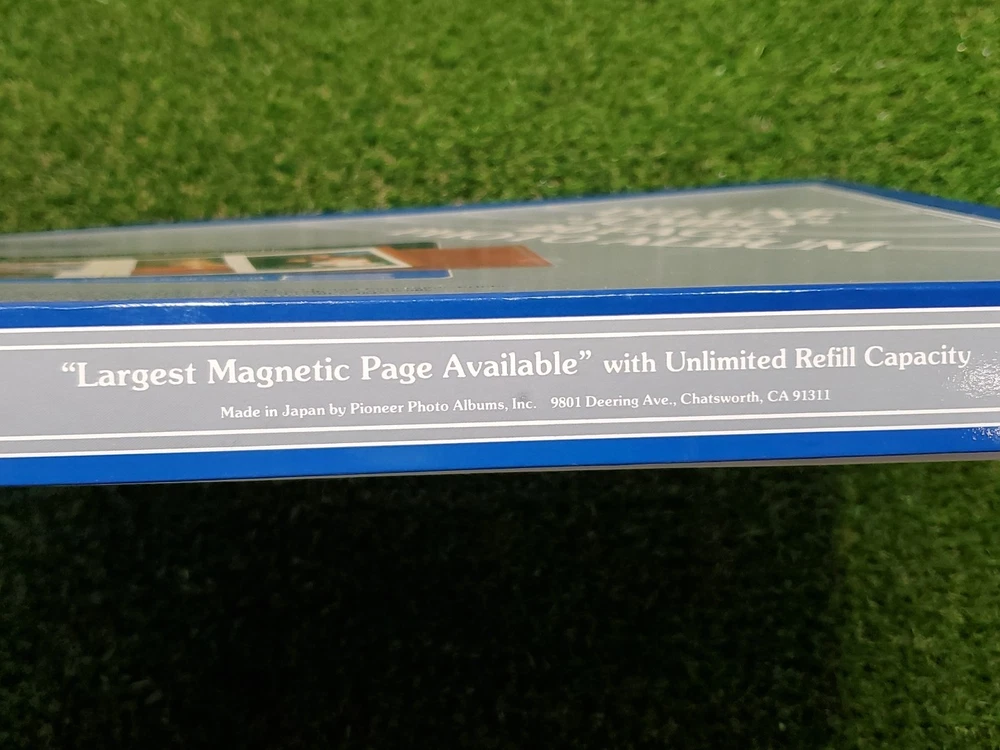 ALBUM
“Largest Magnetic Page Available” with Unlimited Refill Capacity
Made in Japan by Pioneer Photo Albums, Inc. 9801 Deering Ave., Chatsworth, CA 91311